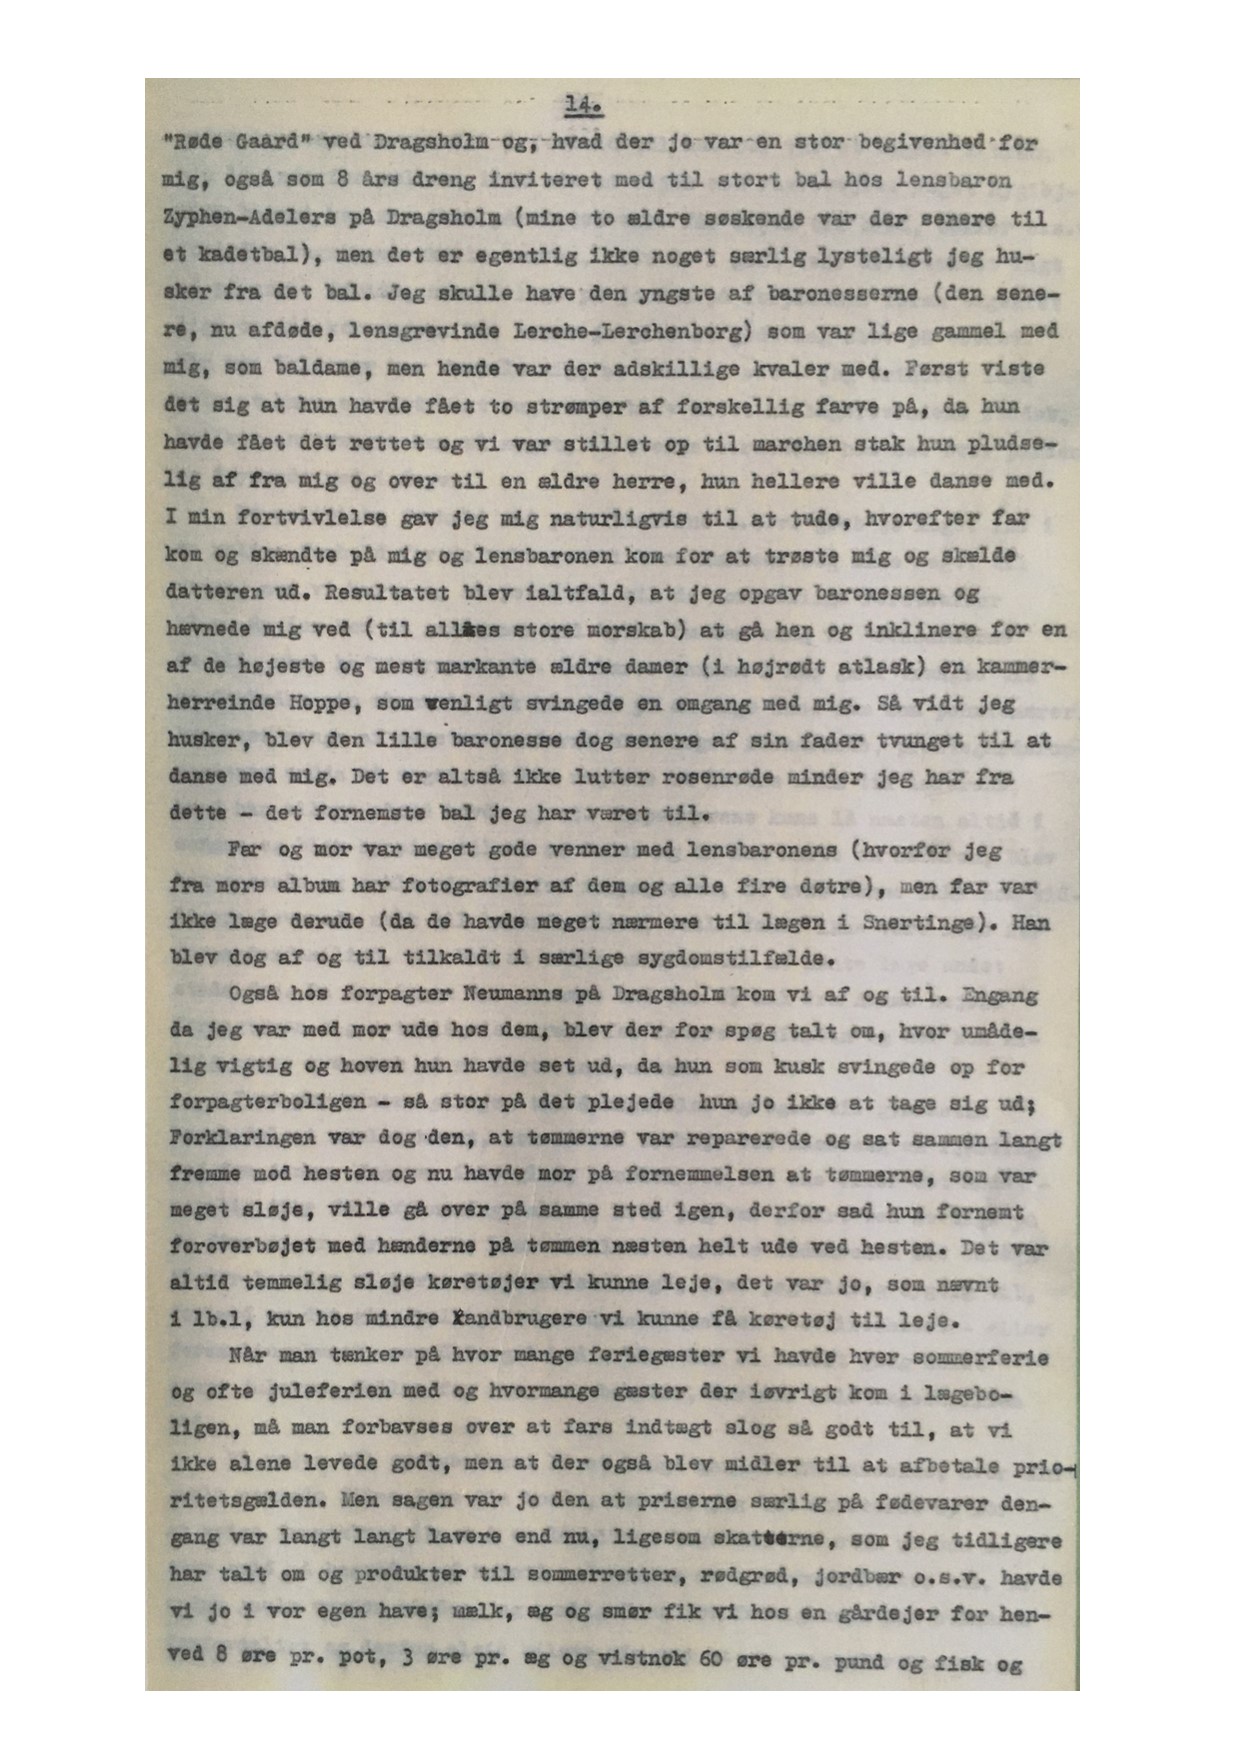 14.
"Røde Gaard" ved Dragsholm og, hvad der jo var en stor begivenhed for
mig, også som 8 års dreng inviteret med til stort bal hos lensbaron
Zyphen-Adelers på Dragsholm (mine to ældre søskende var der senere til
et kadetbal), men det er egentlig ikke noget særlig lysteligt jeg hu-
sker fra det bal. Jeg skulle have den yngste af baronesserne (den sene-
re, nu afdøde, lensgrevinde Lerche-Lerchenborg) som var lige gammel med
mig, som baldame, men hende var der adskillige kvaler med. Først viste
det sig at hun havde fået to strømper af forskellig farve på, da hun
havde fået det rettet og vi var stillet op til marchen stak hun pludse-
lig af fra mig og over til en ældre herre, hun hellere ville danse med.
I min fortvivlelse gav jeg mig naturligvis til at tude, hvorefter far
kom og skændte på mig og lensbaronen kom for at trøste mig og skælde
datteren ud. Resultatet blev ialtfald, at jeg opgav baronessen og
hævnede mig ved (til alles store morskab) at gå hen og inklinere for en
af de højeste og mest markante ældre damer (i højrødt atlask) en kammer-
herreinde Hoppe, som venligt svingede en omgang med mig. Så vidt jeg
husker, blev den lille baronesse dog senere af sin fader tvunget til at
danse med mig. Det er altså ikke lutter rosenrøde minder jeg har fra
dette - det fornemste bal jeg har været til.
Far og mor var meget gode venner med lensbaronens (hvorfor jeg
fra mors album har fotografier af dem og alle fire døtre), men far var
ikke læge derude (da de havde meget nærmere til lægen i Snertinge). Han
blev dog af og til tilkaldt i særlige sygdomstilfælde.
Også hos forpagter Neumanns på Dragsholm kom vi af og til. Engang
da jeg var med mor ude hos dem, blev der for spøg talt om, hvor umåde-
lig vigtig og hoven hun havde set ud, da hun som kusk svingede op for
forpagterboligen - så stor på det plejede hun jo ikke at tage sig ud;
Forklaringen var dog den, at tømmerne var reparerede og sat sammen langt
fremme mod hesten og nu havde mor på fornemmelsen at tømmerne, som var
meget sløje, ville gå over på samme sted igen, derfor sad hun fornemt
foroverbøjet med hænderne på tømmen næsten helt ude ved hesten. Det var
altid temmelig sløje køretøjer vi kunne leje, det var jo, som nævnt
i lb.1, kun hos mindre landbrugere vi kunne få køretøj til leje.
Når man tænker på hvor mange feriegæster vi havde hver sommerferie
og ofte juleferien med og hvormange gæster der iøvrigt kom i lægebo-
ligen, må man forbavses over at fars indtægt slog så godt til, at vi
ikke alene levede godt, men at der også blev midler til at afbetale prio-
ritetsgælden. Men sagen var jo den at priserne særlig på fødevarer den-
gang var langt langt lavere end nu, ligesom skatterne, som jeg tidligere
har talt om og produkter til sommerretter, rødgrød, jordbær o.s.v. havde
vi jo i vor egen have; mælk, æg og smør fik vi hos en gårdejer for hen-
ved 8 øre pr. pot, 3 øre pr. æg og vistnok 60 øre pr. pund og fisk og